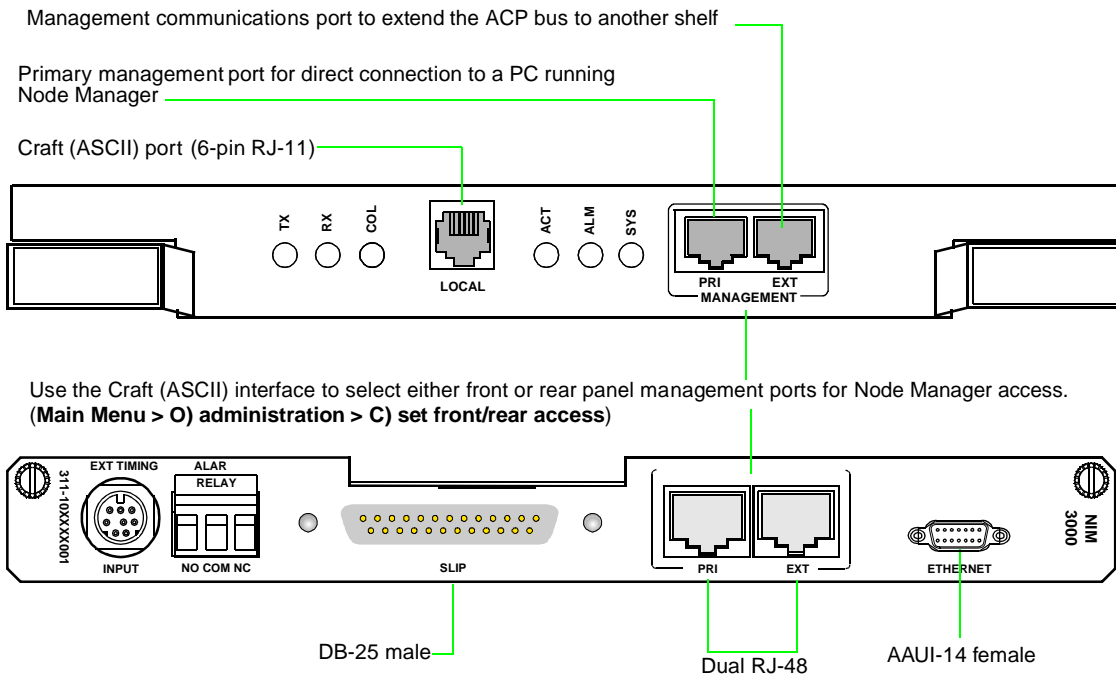 Management communications port to extend the ACP bus to another shelf
Primary management port for direct connection to a PC running
Node Manager
Craft (ASCII) port (6-pin RJ-11)
TX
RX
COL
LOCAL
ACT
ALM
SYS
PRI
EXT
MANAGEMENT
Use the Craft (ASCII) interface to select either front or rear panel management ports for Node Manager access.
(Main Menu > O) administration > C) set front/rear access)
311-10XX/XX001
EXT TIMING
INPUT
ALAR
RELAY
NO COM NC
SLIP
PRI
EXT
ETHERNET
NIM
3000
DB-25 male
Dual RJ-48
AAUI-14 female